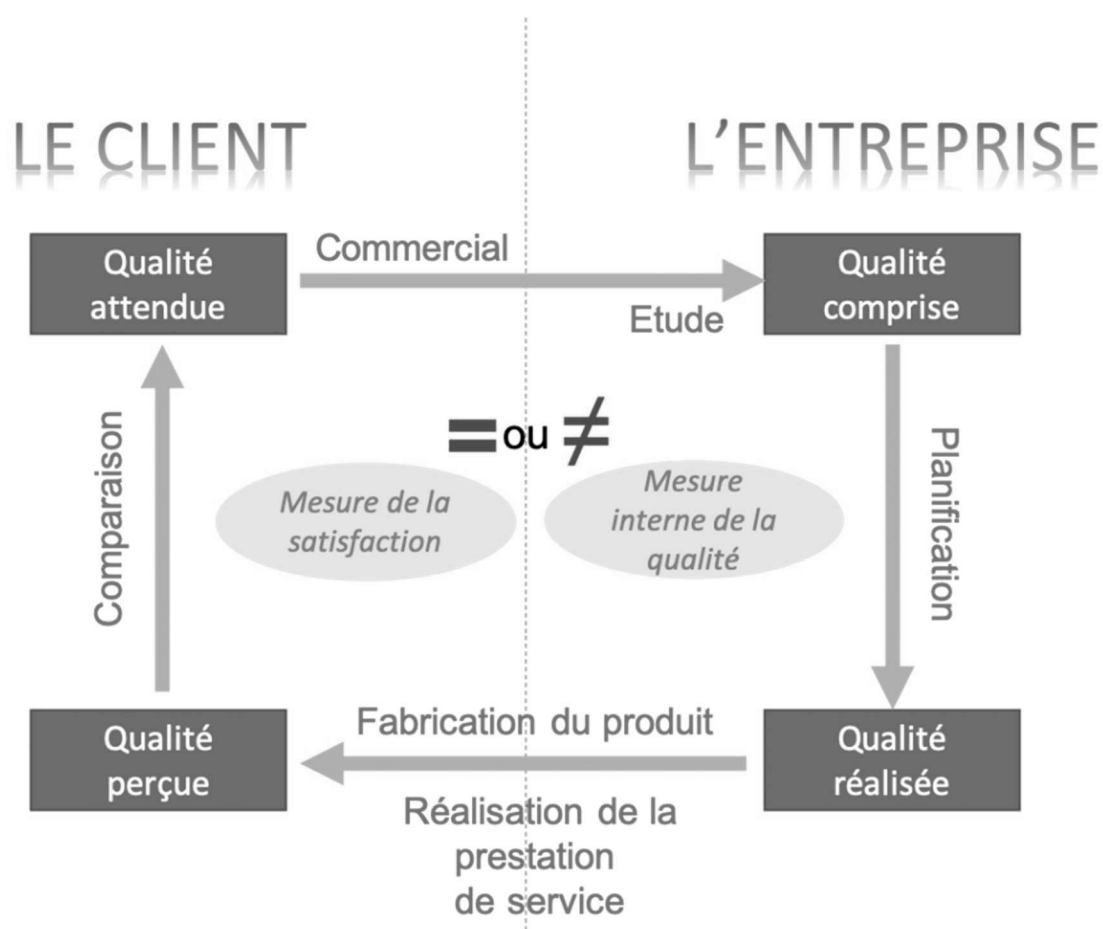 LE CLIENT
L'ENTREPRISE
Qualité
attendue
Commercial
Etude
Qualité
comprise
= ou ≠
Comparaison
Mesure de la
satisfaction
Mesure
interne de la
qualité
Planification
Qualité
perçue
Fabrication du produit
Réalisation de la
prestation
de service
Qualité
réalisée